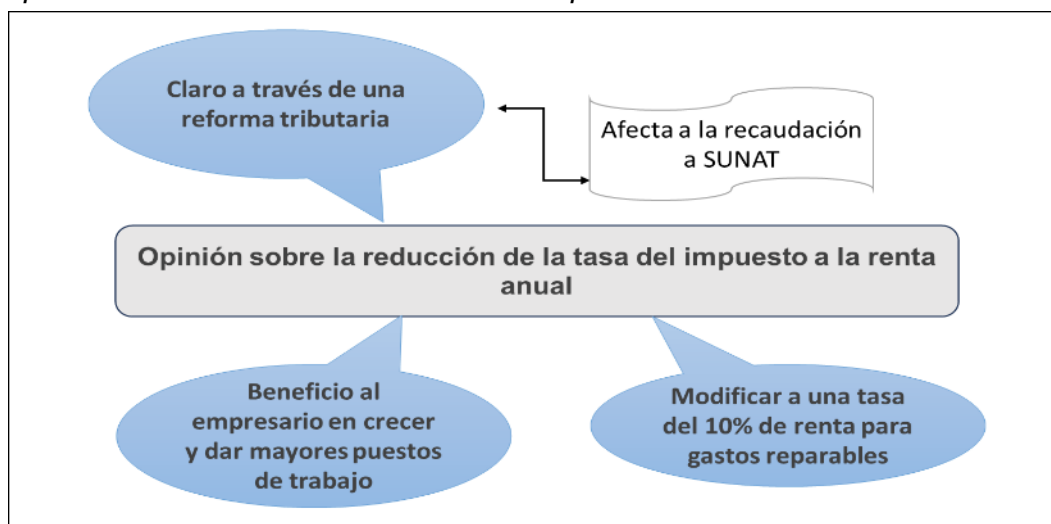 Claro a través de una
reforma tributaria
Afecta a la recaudación
a SUNAT
Opinión sobre la reducción de la tasa del impuesto a la renta
anual
Beneficio al
empresario en crecer
y dar mayores puestos
de trabajo
Modificar a una tasa
del 10% de renta para
gastos reparables